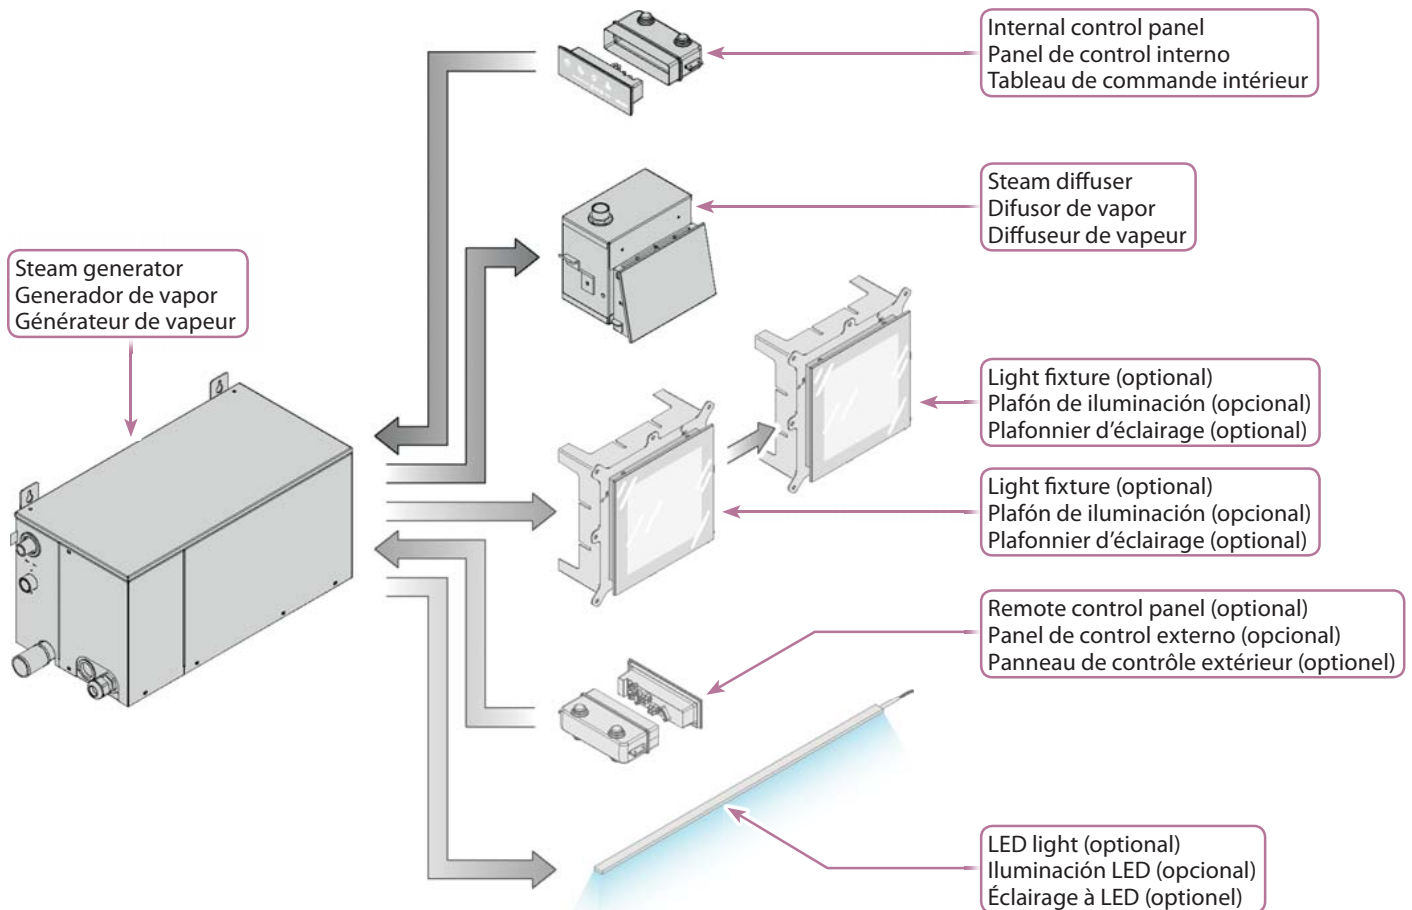 Internal control panel
Panel de control interno
Tableau de commande intérieur
Steam diffuser
Difusor de vapor
Diffuseur de vapeur
Steam generator
Generador de vapor
Générateur de vapeur
Light fixture (optional)
Plafón de iluminación (opcional)
Plafonnier d’éclairage (optional)
Light fixture (optional)
Plafón de iluminación (opcional)
Plafonnier d’éclairage (optional)
Remote control panel (optional)
Panel de control externo (opcional)
Panneau de contrôle extérieur (optionel)
LED light (optional)
Iluminación LED (opcional)
Éclairage à LED (optionel)